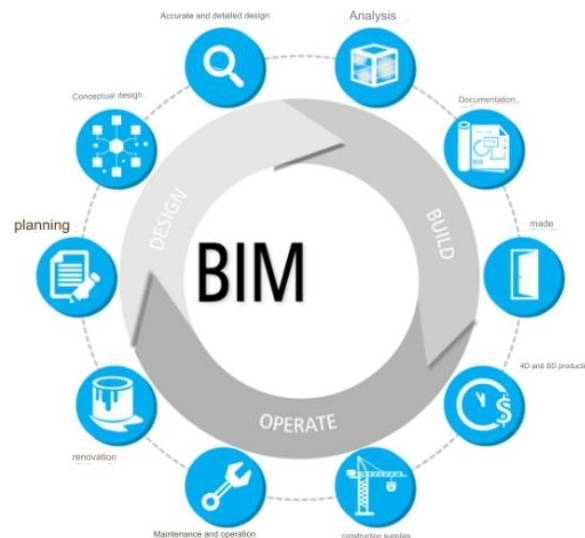 Accurate and detailed design
Analysis
Conceptual design
Documentation
planning
made
DESIGN
BUILD
BIM
4D and SD producti
OPERATE
renovation
Maintenance and operation
construction supplies